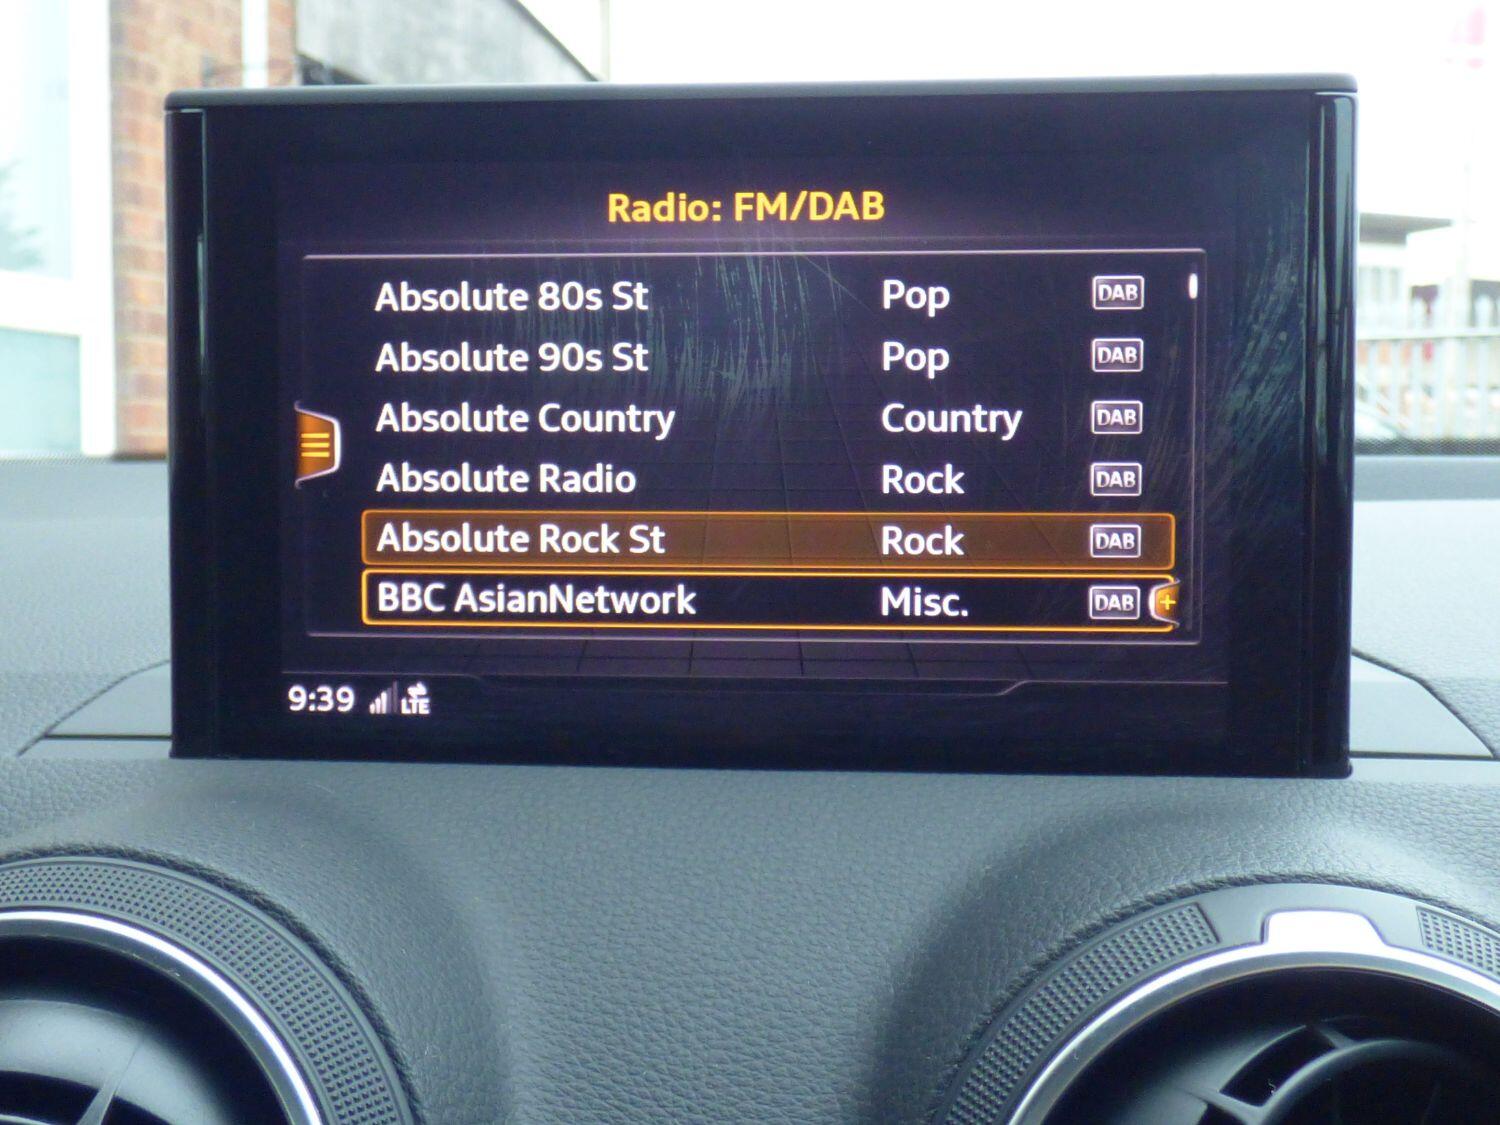 Radio: FM/DAB
Absolute 80s St Pop DAB
Absolute 90s St Pop DAB
Absolute Country Country DAB
Absolute Radio Rock DAB
Absolute Rock St Rock DAB
BBC AsianNetwork Misc. DAB +
9:39 LTE